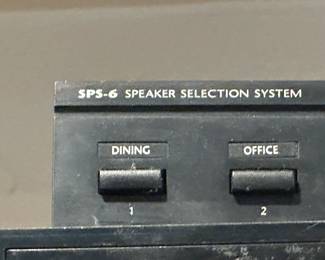 SPS-6 SPEAKER SELECTION SYSTEM
DINING OFFICE
1 2